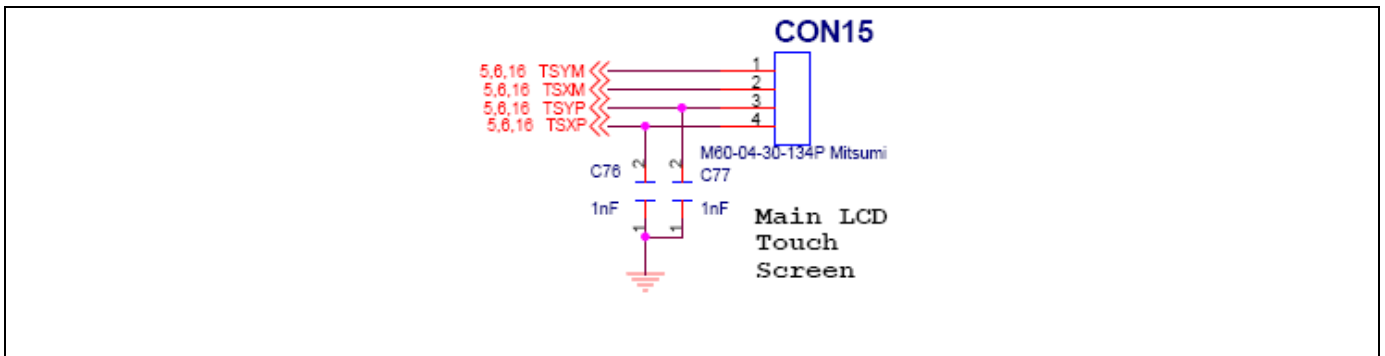 CON15
5,6,16 TSYM 1
5,6,16 TSXM 2
5,6,16 TSYP 3
5,6,16 TSXP 4
M60-04-30-134P Mitsumi
C76 2 2 C77
1nF 1nF
1 1
Main LCD
Touch
Screen